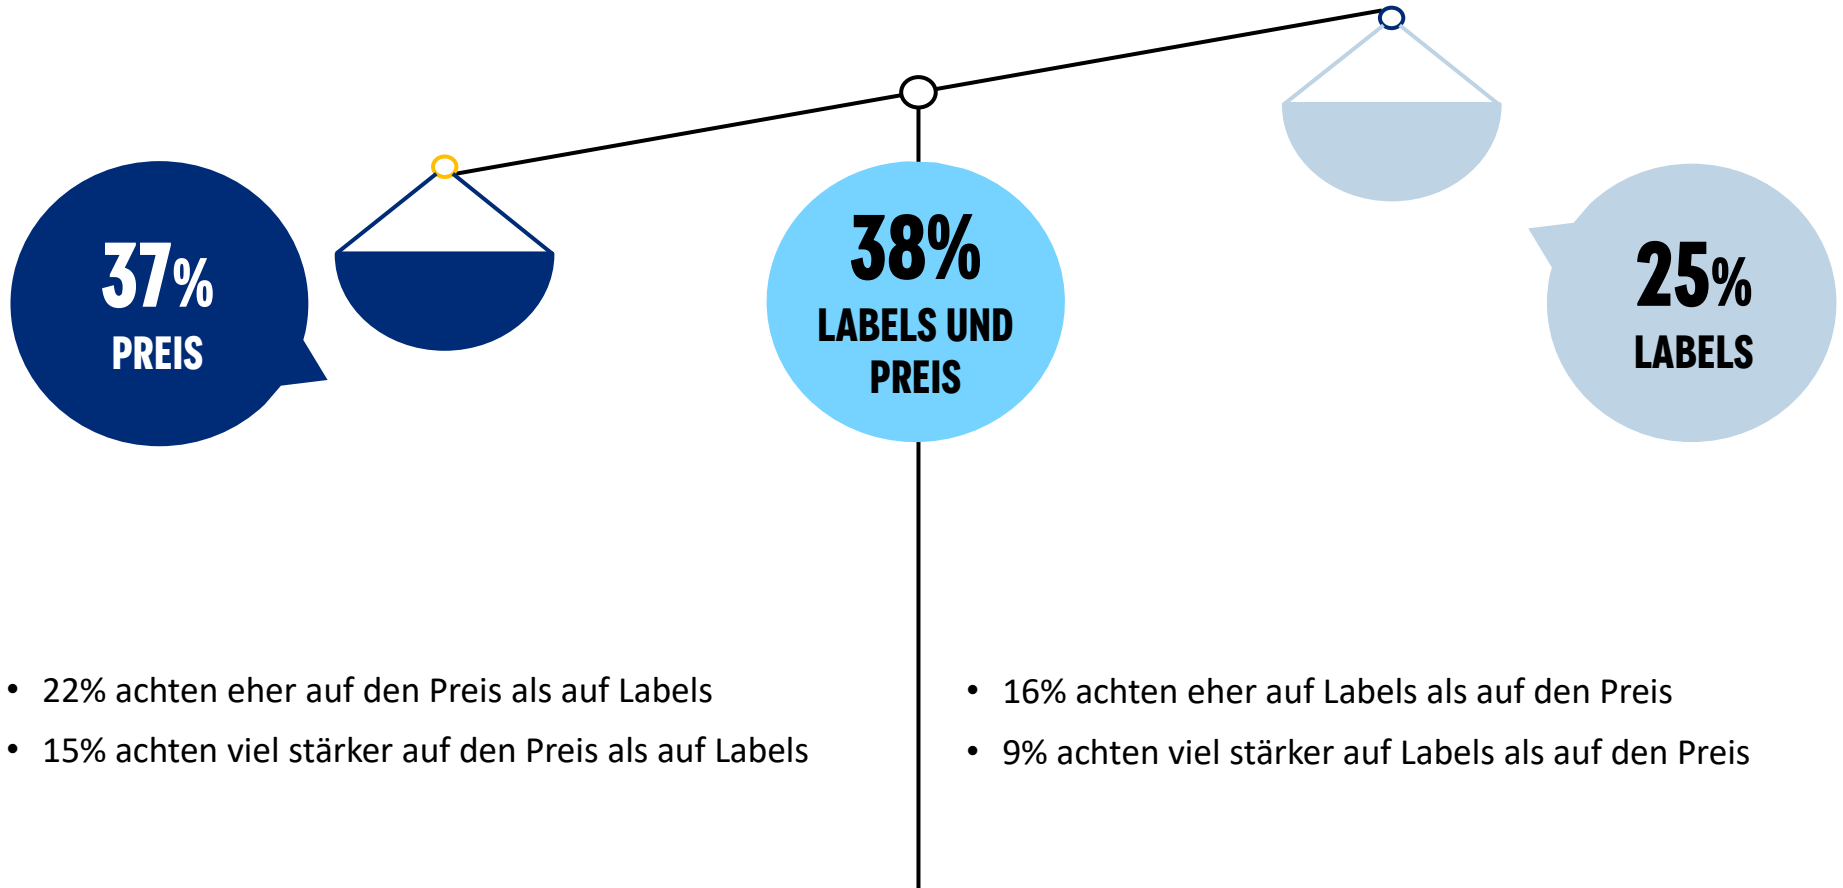 37%
PREIS
38%
LABELS UND
PREIS
25%
LABELS
• 22% achten eher auf den Preis als auf Labels
• 15% achten viel stärker auf den Preis als auf Labels
• 16% achten eher auf Labels als auf den Preis
• 9% achten viel stärker auf Labels als auf den Preis